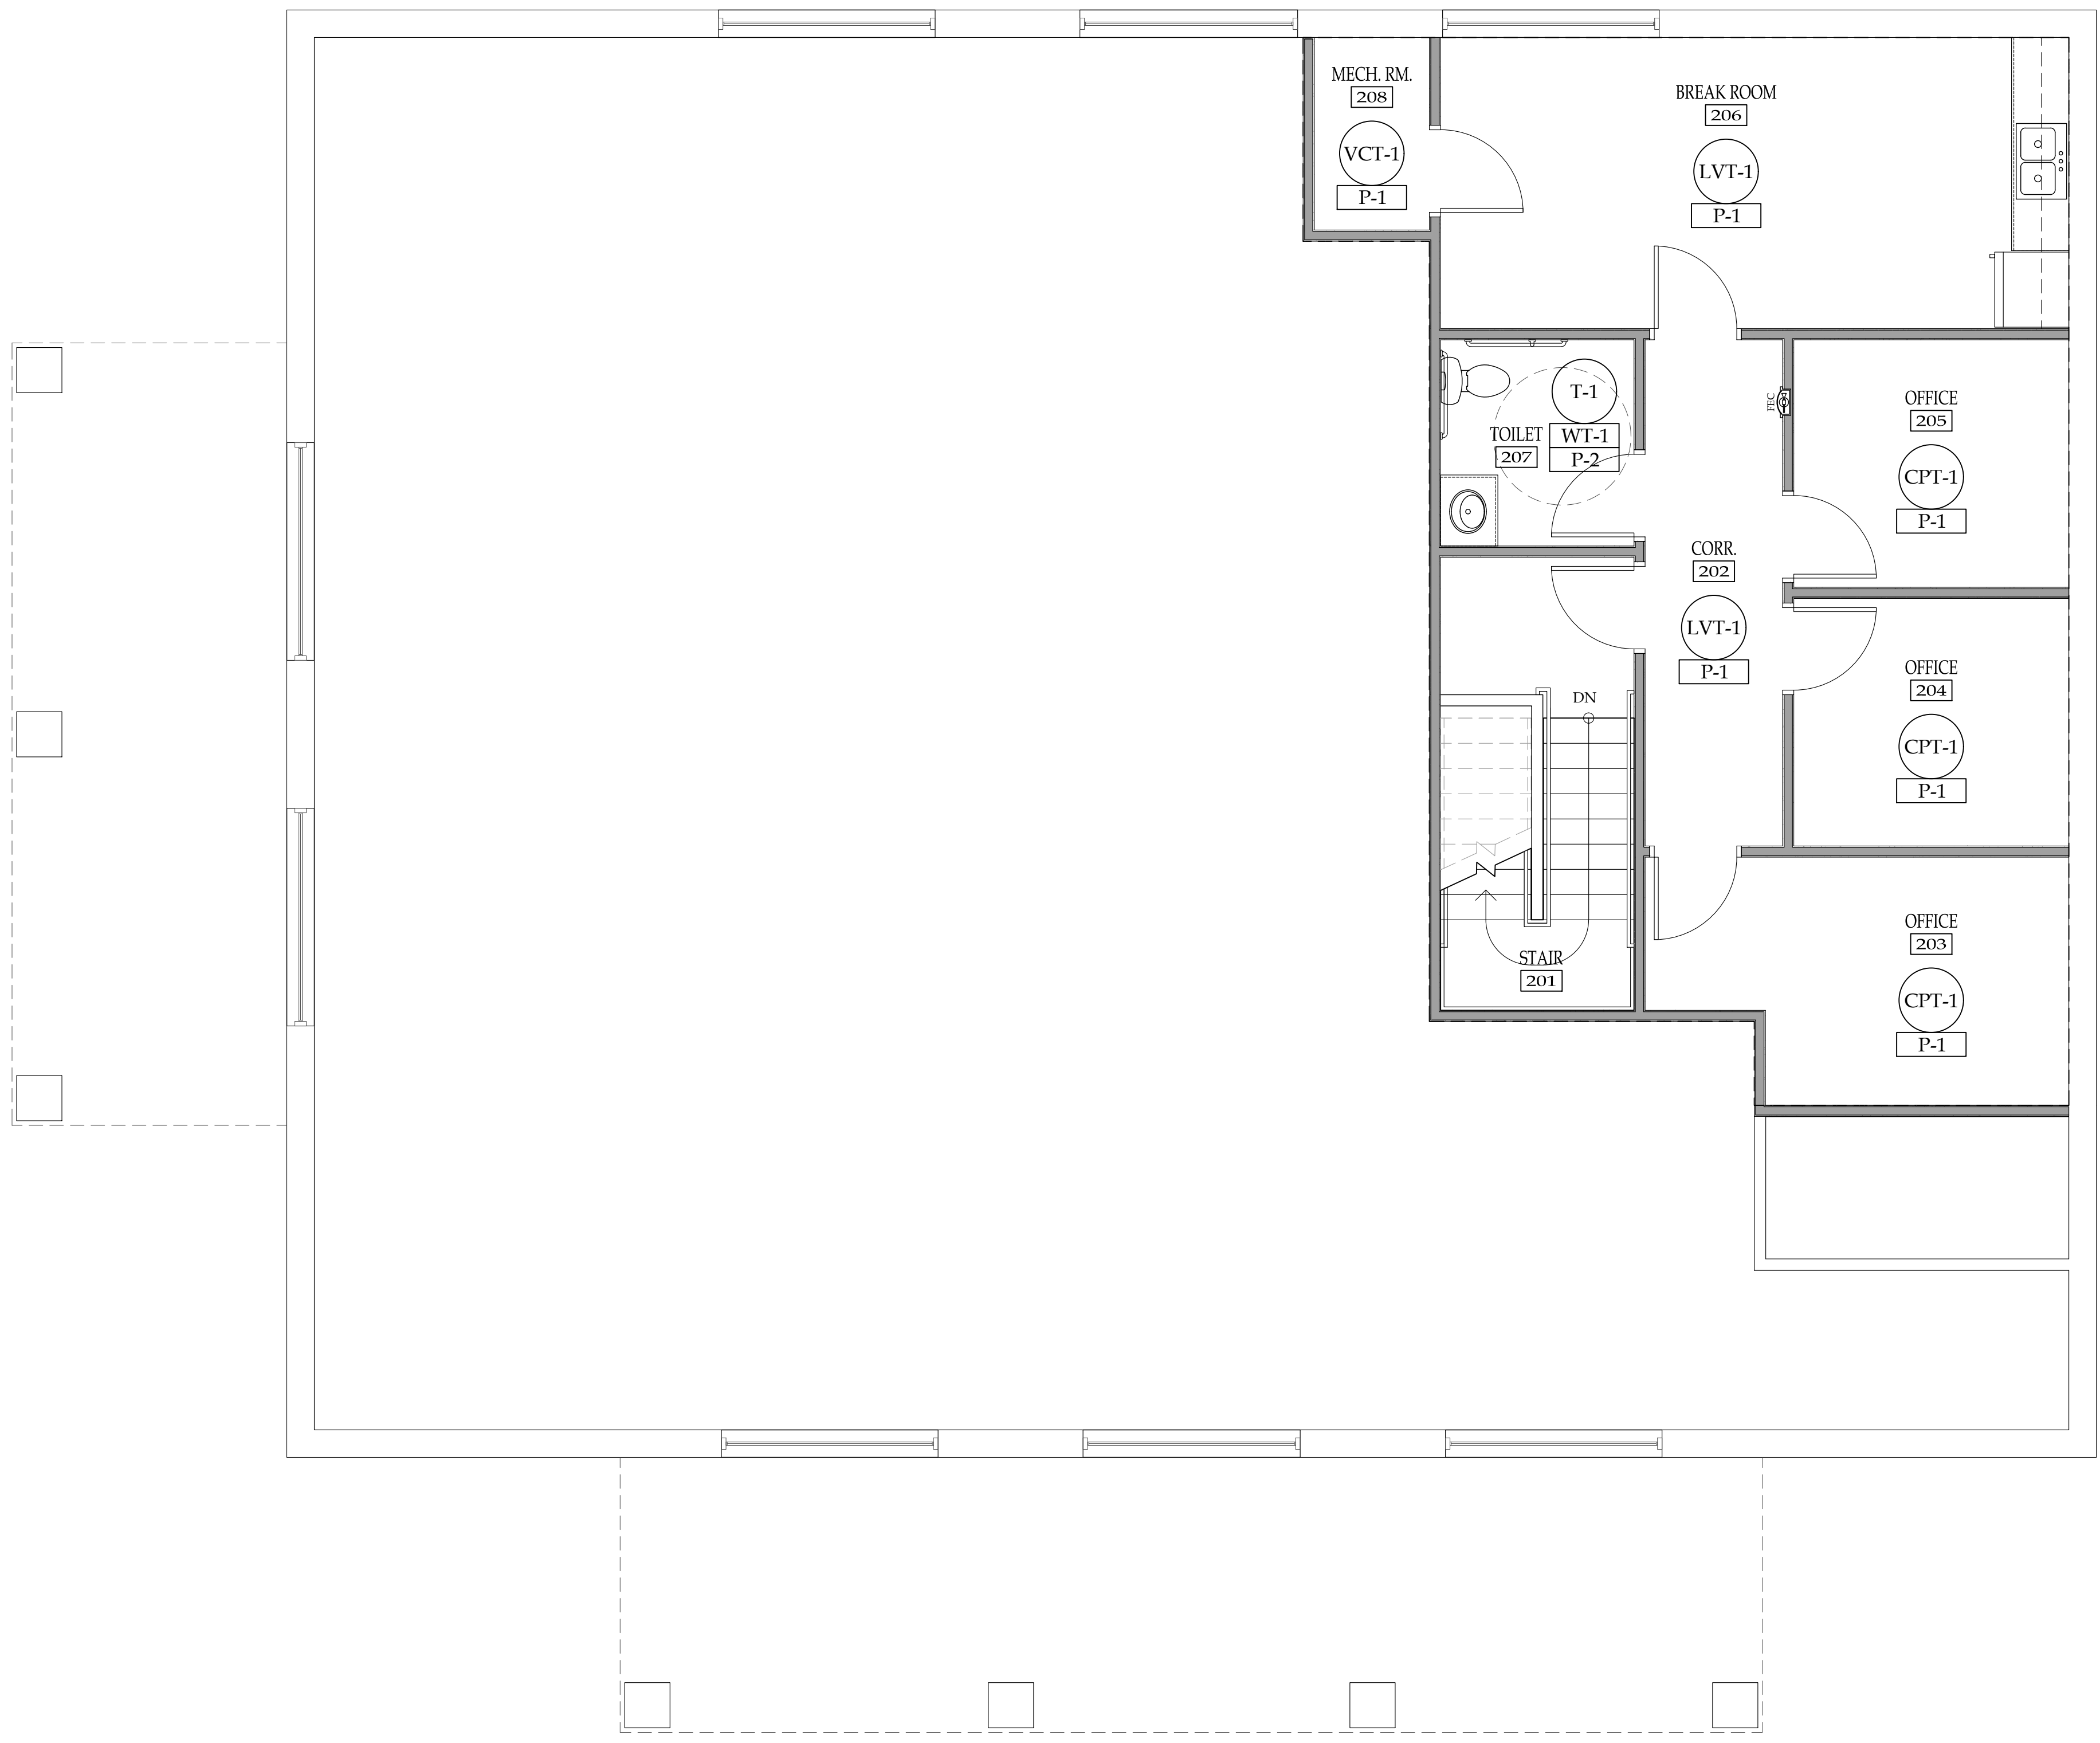 MECH. RM.
208
VCT-1
P-1
BREAK ROOM
206
LVT-1
P-1
T-1
WT-1
P-2
TOILET
207
FEC
OFFICE
205
CPT-1
P-1
CORR.
202
LVT-1
P-1
OFFICE
204
CPT-1
P-1
DN
STAIR
201
OFFICE
203
CPT-1
P-1